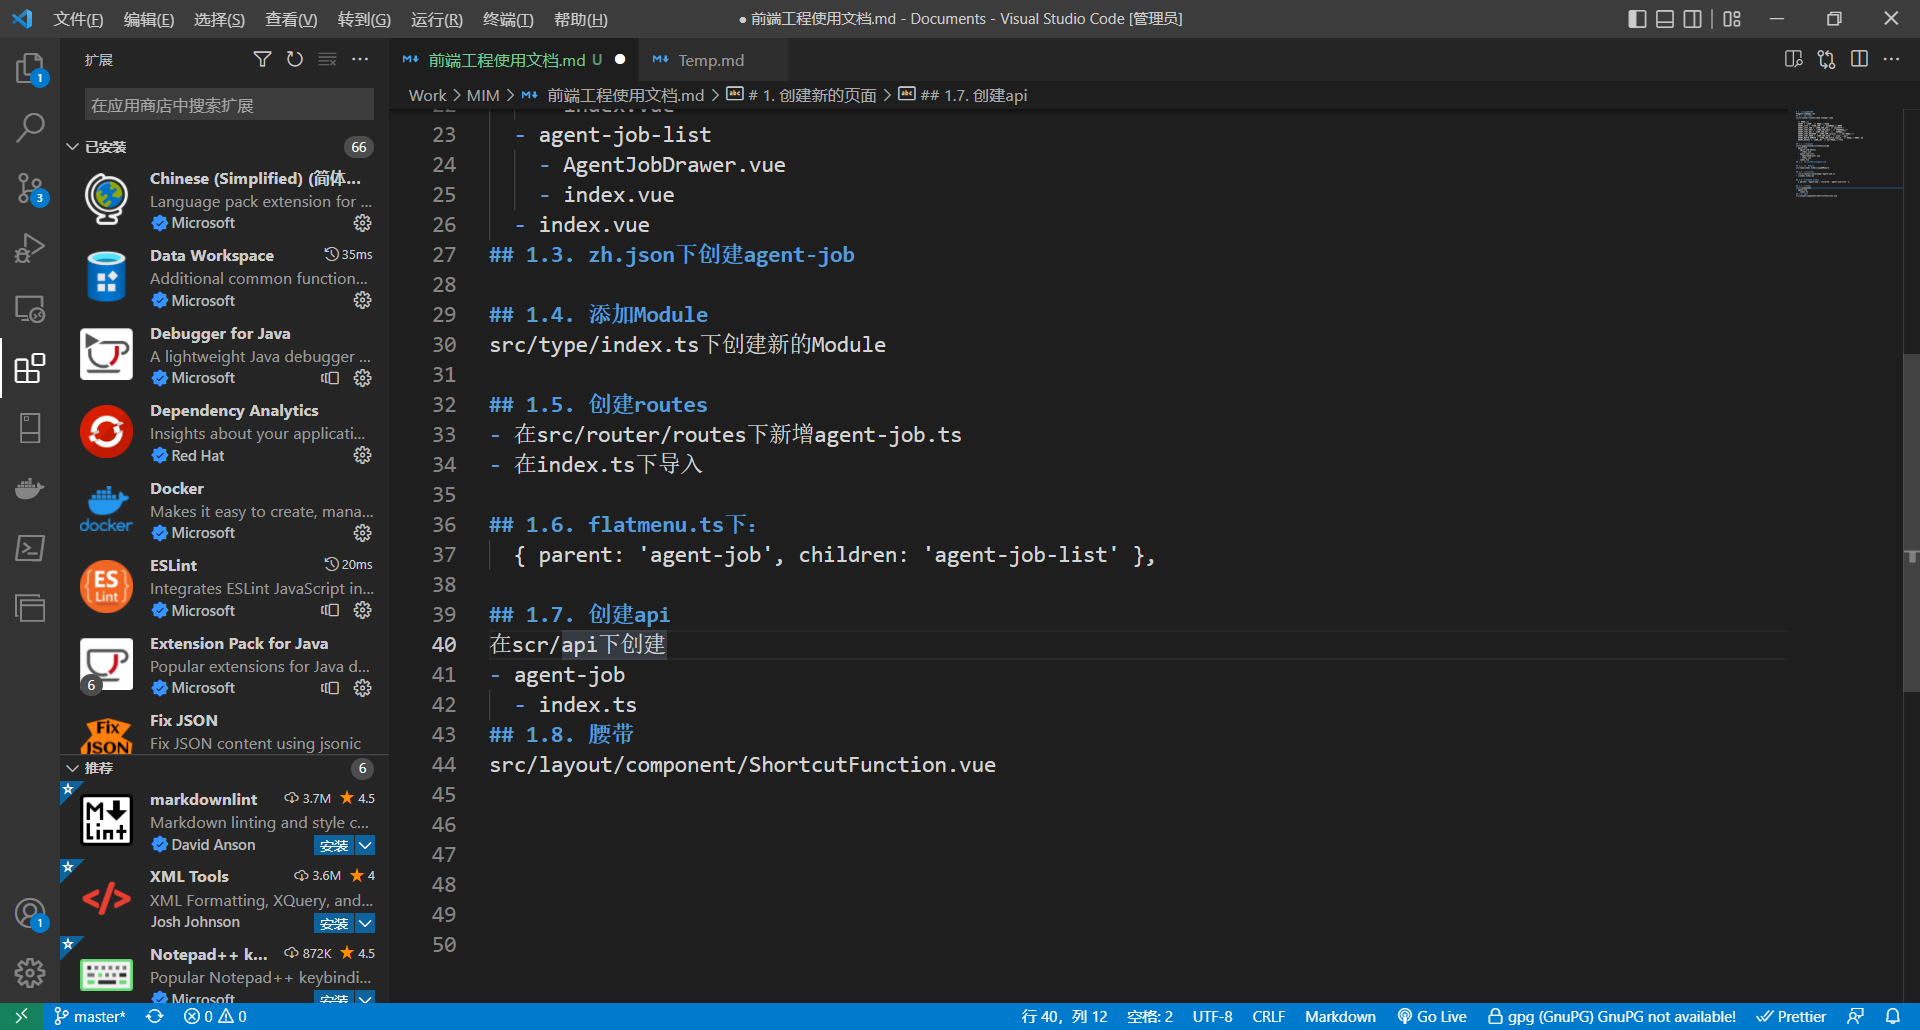 文件(F) 编辑(E) 选择(S) 查看(V) 转到(G) 运行(R) 终端(T) 帮助(H)
● 前端工程使用文档.md - Documents - Visual Studio Code [管理员]
扩展
在应用商店中搜索扩展
已安装 66
Chinese (Simplified) (简体...
Language pack extension for ...
Microsoft
Data Workspace 35ms
Additional common function...
Microsoft
Debugger for Java
A lightweight Java debugger ...
Microsoft
Dependency Analytics
Insights about your applicati...
Red Hat
docker
Docker
Makes it easy to create, mana...
Microsoft
ES Lint
ESLint 20ms
Integrates ESLint JavaScript in...
Microsoft
6
Extension Pack for Java
Popular extensions for Java d...
Microsoft
Fix JSON
Fix JSON
Fix JSON content using jsonic
推荐 6
M Lint
markdownlint 3.7M 4.5
Markdown linting and style c...
David Anson 安装
XML Tools 3.6M 4
XML Formatting, XQuery, and...
Josh Johnson 安装
Notepad++ k... 872K 4.5
Popular Notepad++ keybindi...
Microsoft 安装
1
3
1
前端工程使用文档.md U ●
Temp.md
Work > MIM > 前端工程使用文档.md > # 1. 创建新的页面 > ## 1.7. 创建api
22 - index.vue
23 - agent-job-list
24 - AgentJobDrawer.vue
25 - index.vue
26 - index.vue
27 ## 1.3. zh.json下创建agent-job
28
29 ## 1.4. 添加Module
30 src/type/index.ts下创建新的Module
31
32 ## 1.5. 创建routes
33 - 在src/router/routes下新增agent-job.ts
34 - 在index.ts下导入
35
36 ## 1.6. flatmenu.ts下：
37 { parent: 'agent-job', children: 'agent-job-list' },
38
39 ## 1.7. 创建api
40 在scr/api下创建
41 - agent-job
42 - index.ts
43 ## 1.8. 腰带
44 src/layout/component/ShortcutFunction.vue
45
46
47
48
49
50
master* 0 0
行 40，列 12 空格: 2 UTF-8 CRLF Markdown Go Live gpg (GnuPG) GnuPG not available! Prettier